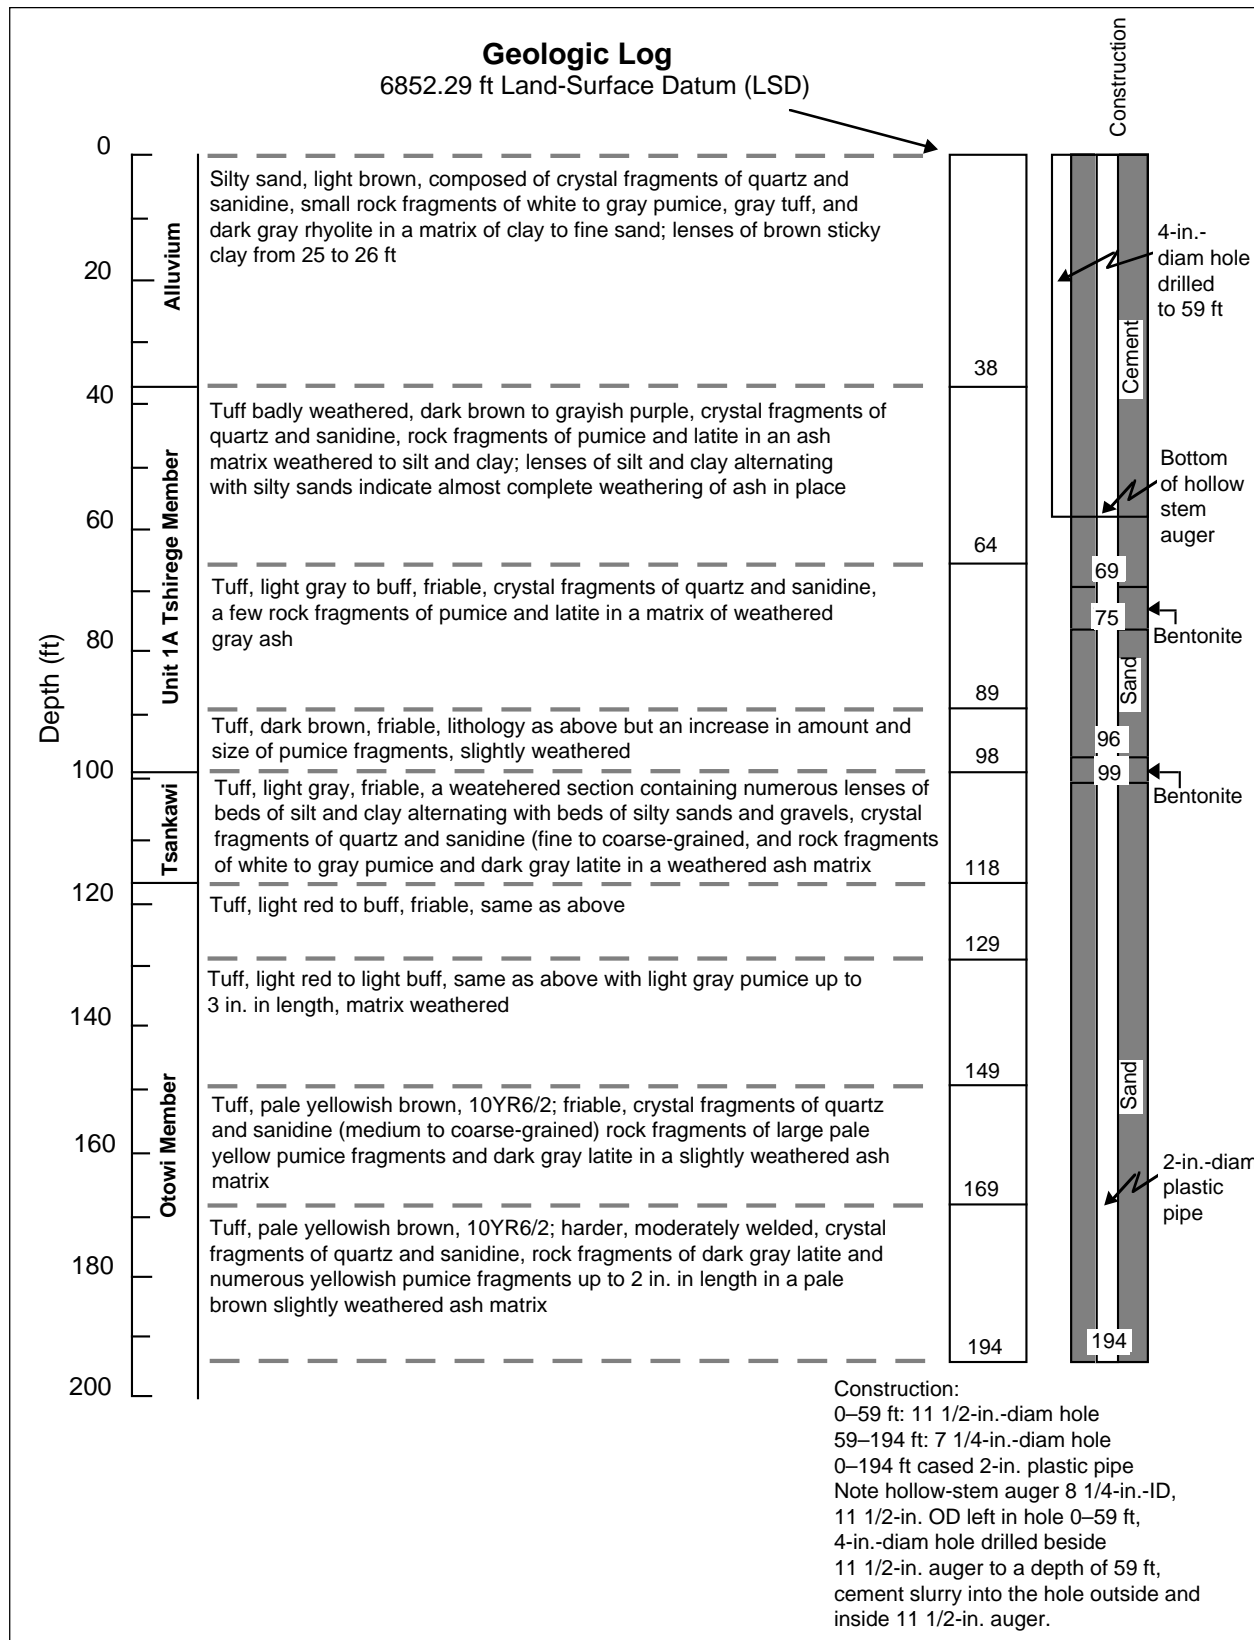 Geologic Log
6852.29 ft Land-Surface Datum (LSD)
Construction
Depth (ft)
0
20
40
60
80
100
120
140
160
180
200
Alluvium
Unit 1A Tshirege Member
Tsankawi
Otowi Member
Silty sand, light brown, composed of crystal fragments of quartz and
sanidine, small rock fragments of white to gray pumice, gray tuff, and
dark gray rhyolite in a matrix of clay to fine sand; lenses of brown sticky
clay from 25 to 26 ft
38
Tuff badly weathered, dark brown to grayish purple, crystal fragments of
quartz and sanidine, rock fragments of pumice and latite in an ash
matrix weathered to silt and clay; lenses of silt and clay alternating
with silty sands indicate almost complete weathering of ash in place
64
Tuff, light gray to buff, friable, crystal fragments of quartz and sanidine,
a few rock fragments of pumice and latite in a matrix of weathered
gray ash
89
Tuff, dark brown, friable, lithology as above but an increase in amount and
size of pumice fragments, slightly weathered
98
Tuff, light gray, friable, a weatehered section containing numerous lenses of
beds of silt and clay alternating with beds of silty sands and gravels, crystal
fragments of quartz and sanidine (fine to coarse-grained, and rock fragments
of white to gray pumice and dark gray latite in a weathered ash matrix
118
Tuff, light red to buff, friable, same as above
129
Tuff, light red to light buff, same as above with light gray pumice up to
3 in. in length, matrix weathered
149
Tuff, pale yellowish brown, 10YR6/2; friable, crystal fragments of quartz
and sanidine (medium to coarse-grained) rock fragments of large pale
yellow pumice fragments and dark gray latite in a slightly weathered ash
matrix
169
Tuff, pale yellowish brown, 10YR6/2; harder, moderately welded, crystal
fragments of quartz and sanidine, rock fragments of dark gray latite and
numerous yellowish pumice fragments up to 2 in. in length in a pale
brown slightly weathered ash matrix
194
4-in.-
diam hole
drilled
to 59 ft
Cement
Bottom
of hollow
stem
auger
69
75
Bentonite
Sand
96
99
Bentonite
Sand
2-in.-diam
plastic
pipe
194
Construction:
0–59 ft: 11 1/2-in.-diam hole
59–194 ft: 7 1/4-in.-diam hole
0–194 ft cased 2-in. plastic pipe
Note hollow-stem auger 8 1/4-in.-ID,
11 1/2-in. OD left in hole 0–59 ft,
4-in.-diam hole drilled beside
11 1/2-in. auger to a depth of 59 ft,
cement slurry into the hole outside and
inside 11 1/2-in. auger.